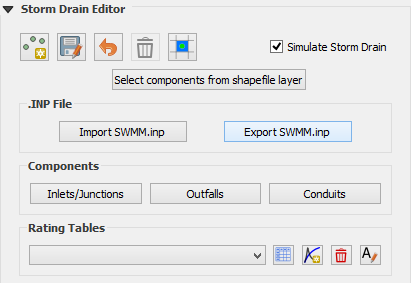 Storm Drain Editor
Simulate Storm Drain
Select components from shapefile layer
.INP File
Import SWMM.inp Export SWMM.inp
Components
Inlets/Junctions Outfalls Conduits
Rating Tables